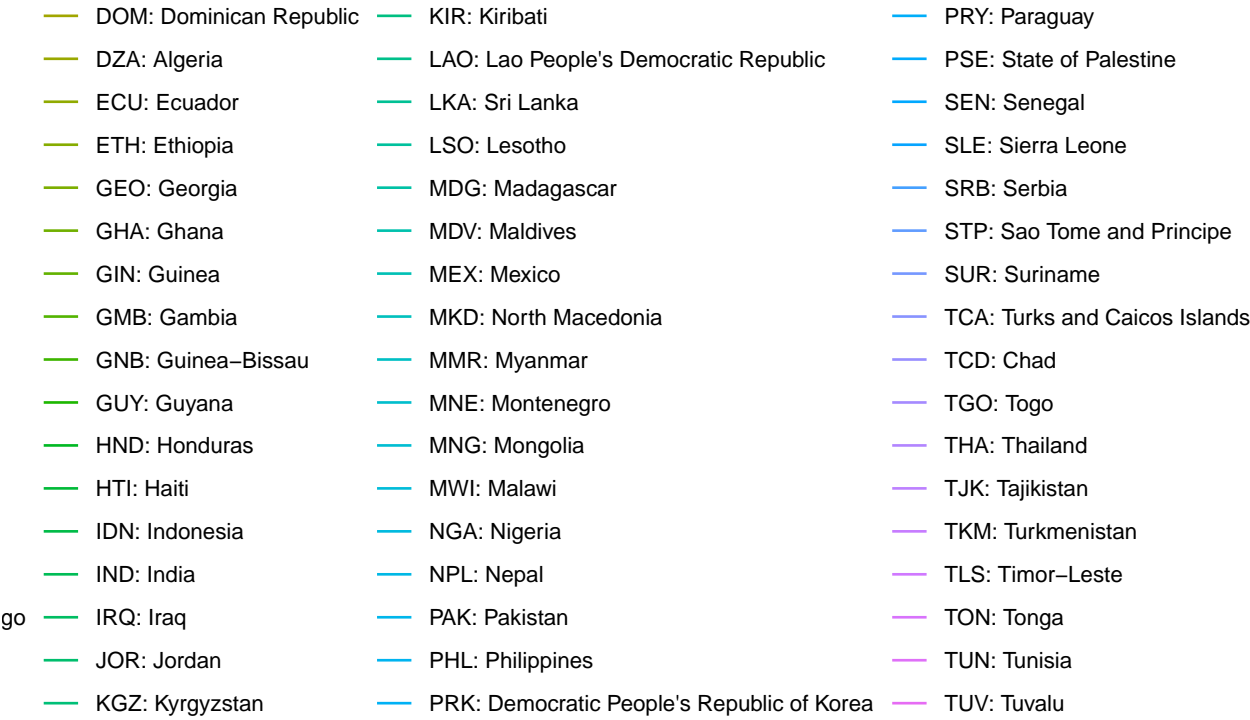 DOM: Dominican Republic
DZA: Algeria
ECU: Ecuador
ETH: Ethiopia
GEO: Georgia
GHA: Ghana
GIN: Guinea
GMB: Gambia
GNB: Guinea−Bissau
GUY: Guyana
HND: Honduras
HTI: Haiti
IDN: Indonesia
IND: India
go
IRQ: Iraq
JOR: Jordan
KGZ: Kyrgyzstan
KIR: Kiribati
LAO: Lao People's Democratic Republic
LKA: Sri Lanka
LSO: Lesotho
MDG: Madagascar
MDV: Maldives
MEX: Mexico
MKD: North Macedonia
MMR: Myanmar
MNE: Montenegro
MNG: Mongolia
MWI: Malawi
NGA: Nigeria
NPL: Nepal
PAK: Pakistan
PHL: Philippines
PRK: Democratic People's Republic of Korea
PRY: Paraguay
PSE: State of Palestine
SEN: Senegal
SLE: Sierra Leone
SRB: Serbia
STP: Sao Tome and Principe
SUR: Suriname
TCA: Turks and Caicos Islands
TCD: Chad
TGO: Togo
THA: Thailand
TJK: Tajikistan
TKM: Turkmenistan
TLS: Timor−Leste
TON: Tonga
TUN: Tunisia
TUV: Tuvalu